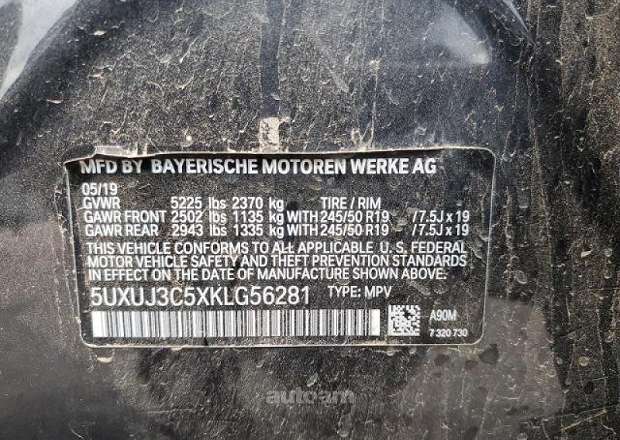 MFD BY BAYERISCHE MOTOREN WERKE AG
05/19
GVWR 5225 lbs 2370 kg TIRE / RIM
GAWR FRONT 2502 lbs 1135 kg WITH 245/50 R19 /7.5J x 19
GAWR REAR 2943 lbs 1335 kg WITH 245/50 R19 /7.5J x 19
THIS VEHICLE CONFORMS TO ALL APPLICABLE U. S. FEDERAL
MOTOR VEHICLE SAFETY AND THEFT PREVENTION STANDARDS
IN EFFECT ON THE DATE OF MANUFACTURE SHOWN ABOVE.
5UXUJ3C5XKLG56281 TYPE: MPV
A90M
7 320 730
autoam